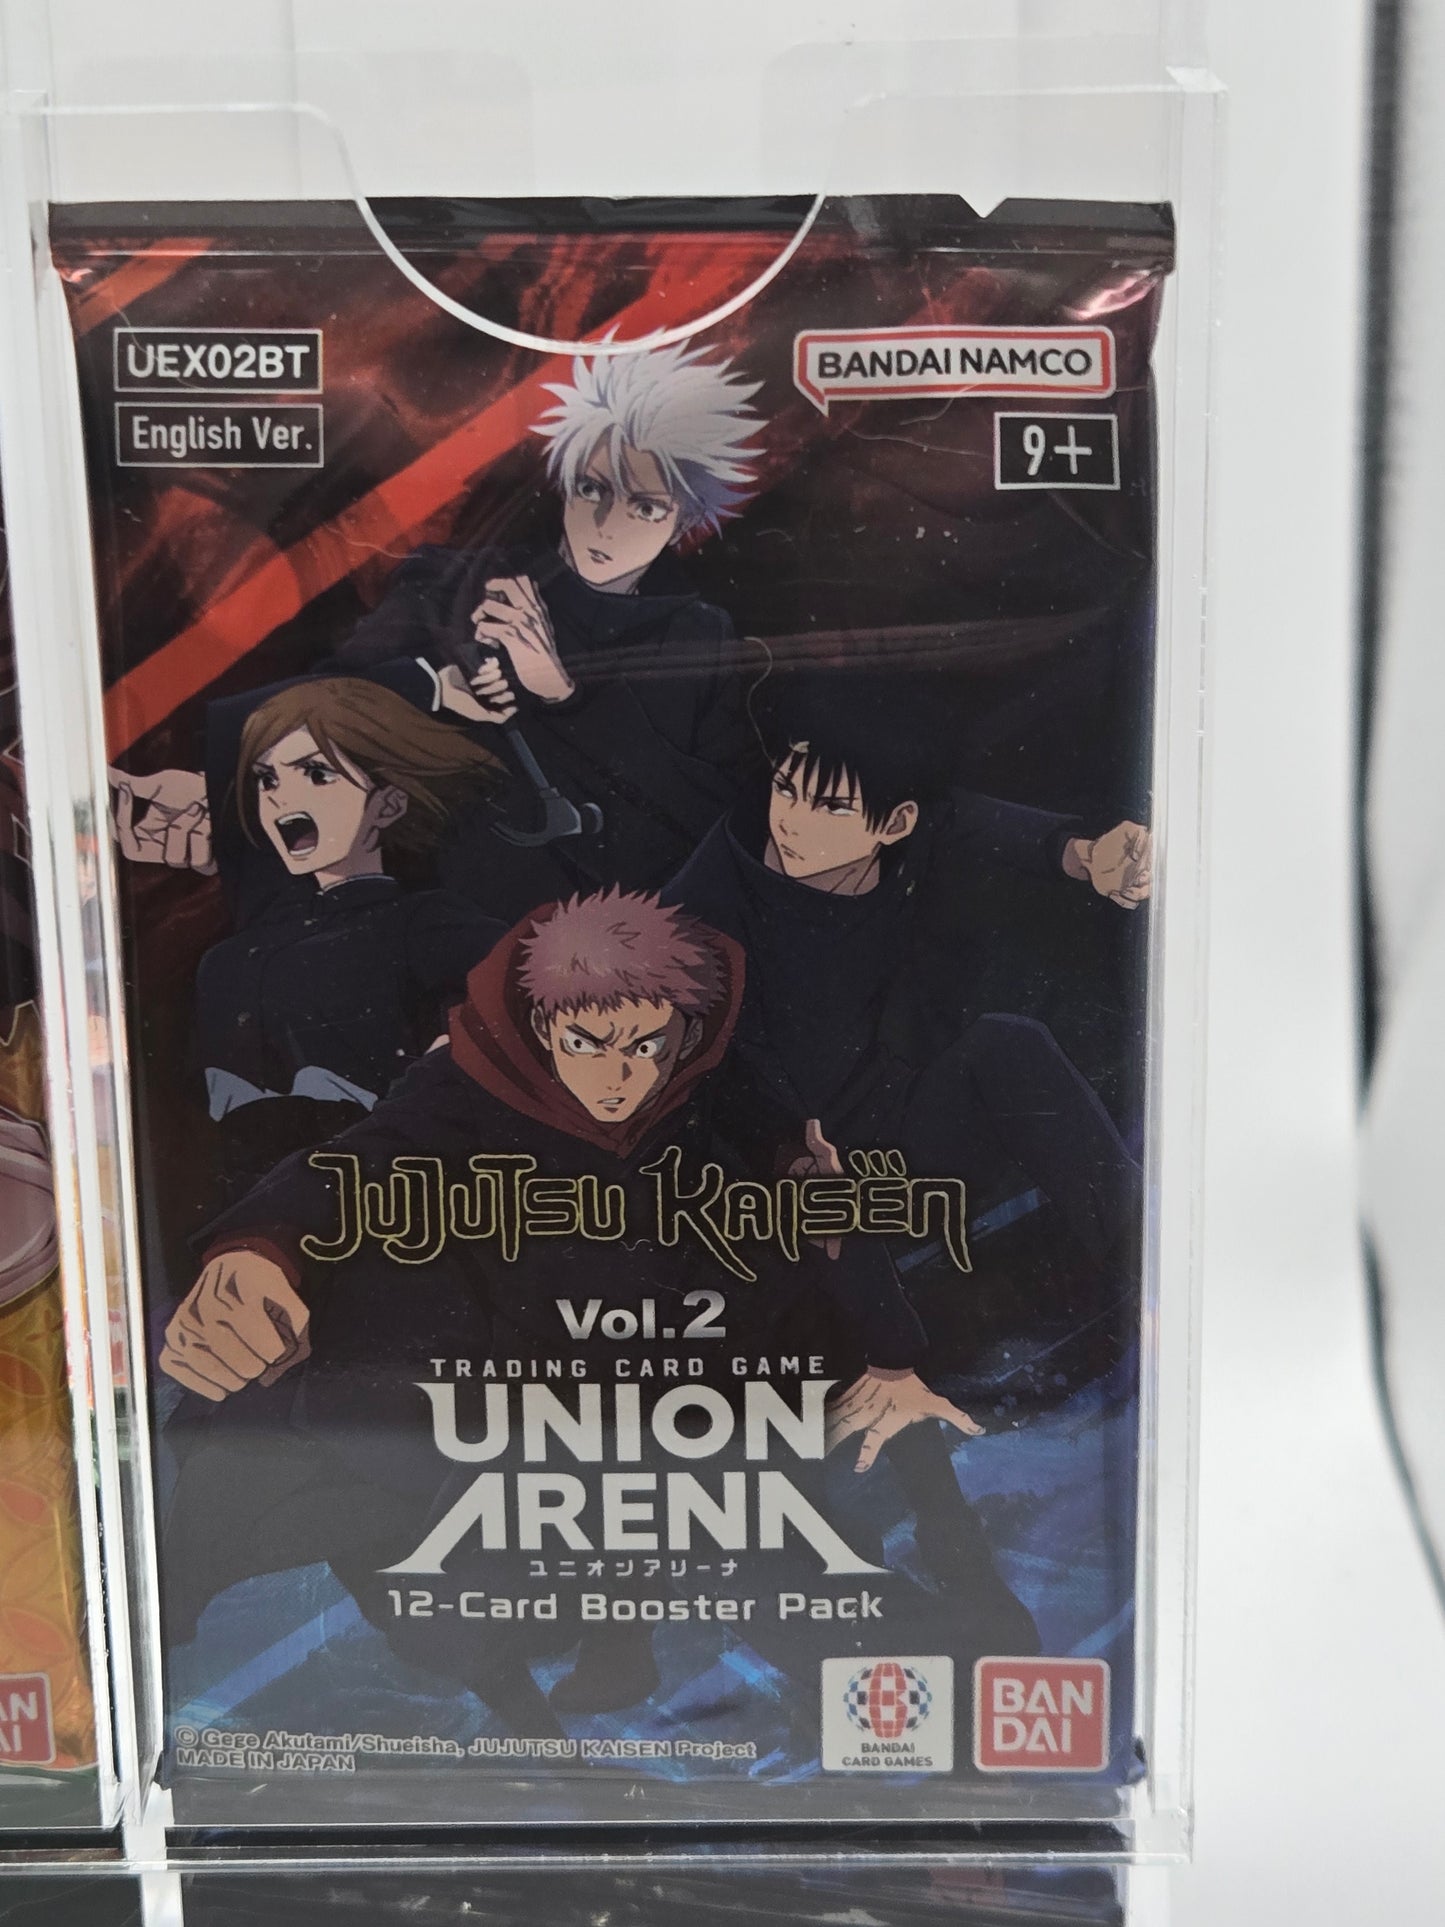 UEX02BT
English Ver.
BANDAI NAMCO
9+
JUJUTSU KAISEN
Vol.2
TRADING CARD GAME
UNION
ARENA
ユニオンアリーナ
12-Card Booster Pack
© Gege Akutami/Shueisha, JUJUTSU KAISEN Project
MADE IN JAPAN
B
BANDAI
CARD GAMES
BAN
DAI
AN
AI